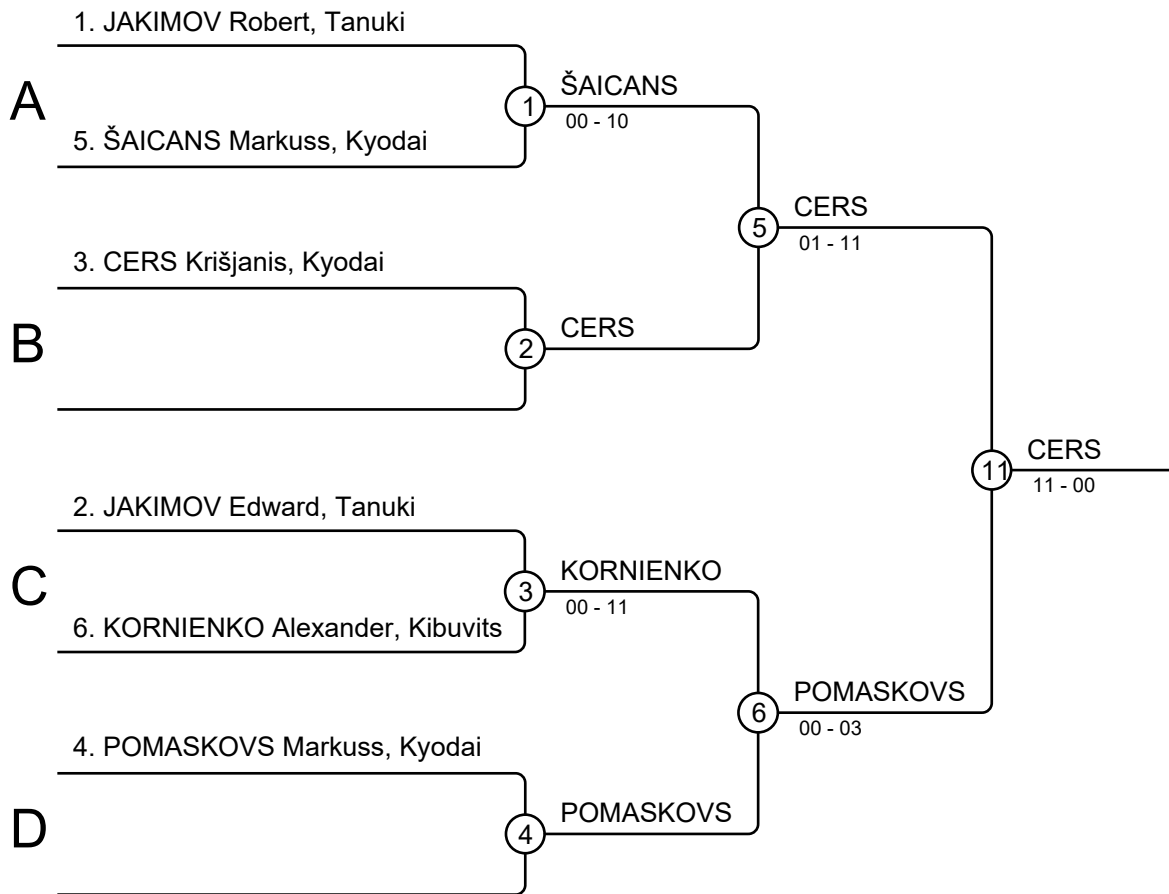 1. JAKIMOV Robert, Tanuki
A
1
ŠAICANS
00 - 10
5. ŠAICANS Markuss, Kyodai
5
CERS
01 - 11
3. CERS Krišjanis, Kyodai
B
2
CERS
11
CERS
11 - 00
2. JAKIMOV Edward, Tanuki
C
3
KORNIENKO
00 - 11
6. KORNIENKO Alexander, Kibuvits
6
POMASKOVS
00 - 03
4. POMASKOVS Markuss, Kyodai
D
4
POMASKOVS